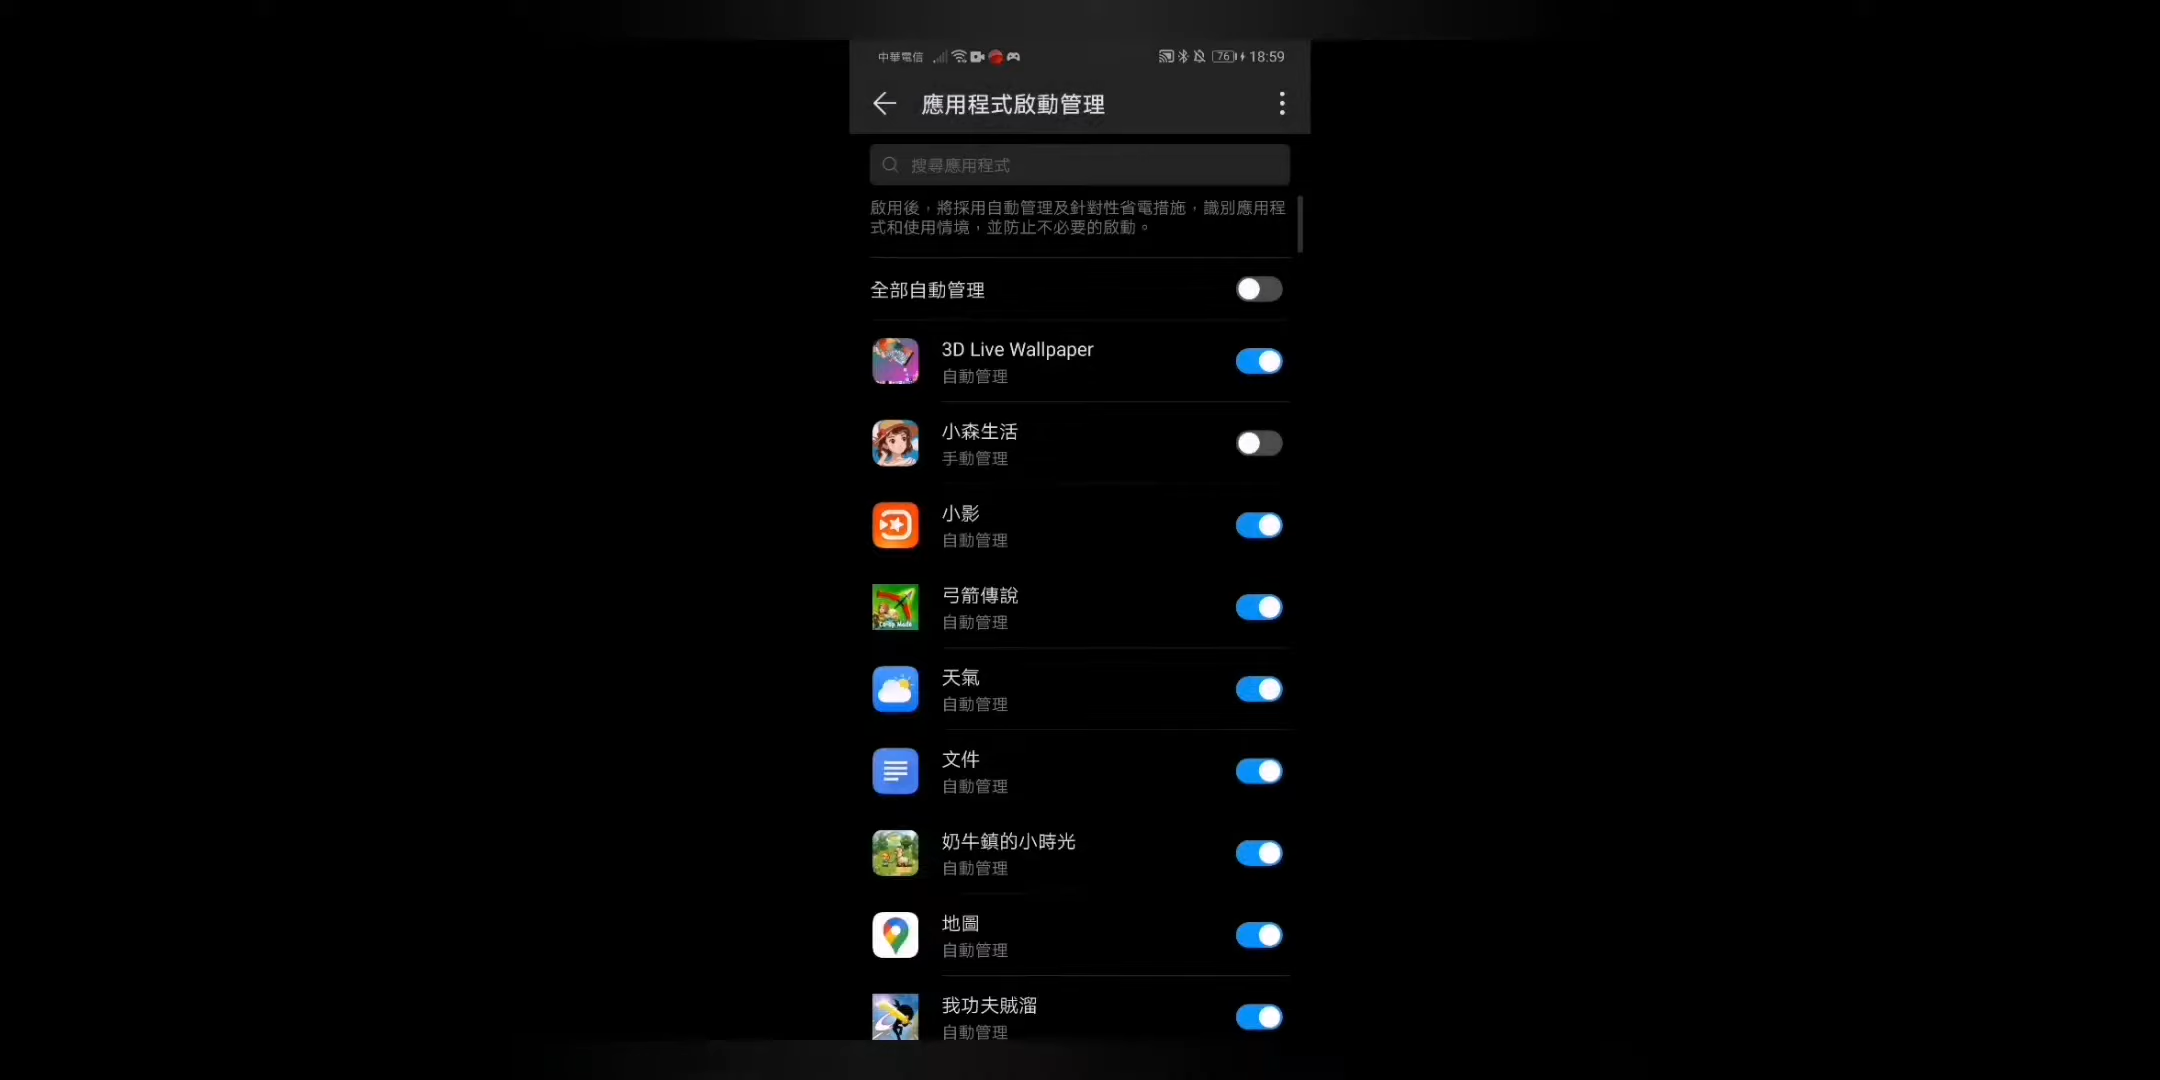 中華電信 76 18:59
應用程式啟動管理
搜尋應用程式
啟用後，將採用自動管理及針對性省電措施，識別應用程
式和使用情境，並防止不必要的啟動。
全部自動管理
3D Live Wallpaper
自動管理
小森生活
手動管理
小影
自動管理
弓箭傳說
自動管理
Co-op Mode
天氣
自動管理
文件
自動管理
奶牛鎮的小時光
自動管理
地圖
自動管理
我功夫賊溜
自動管理